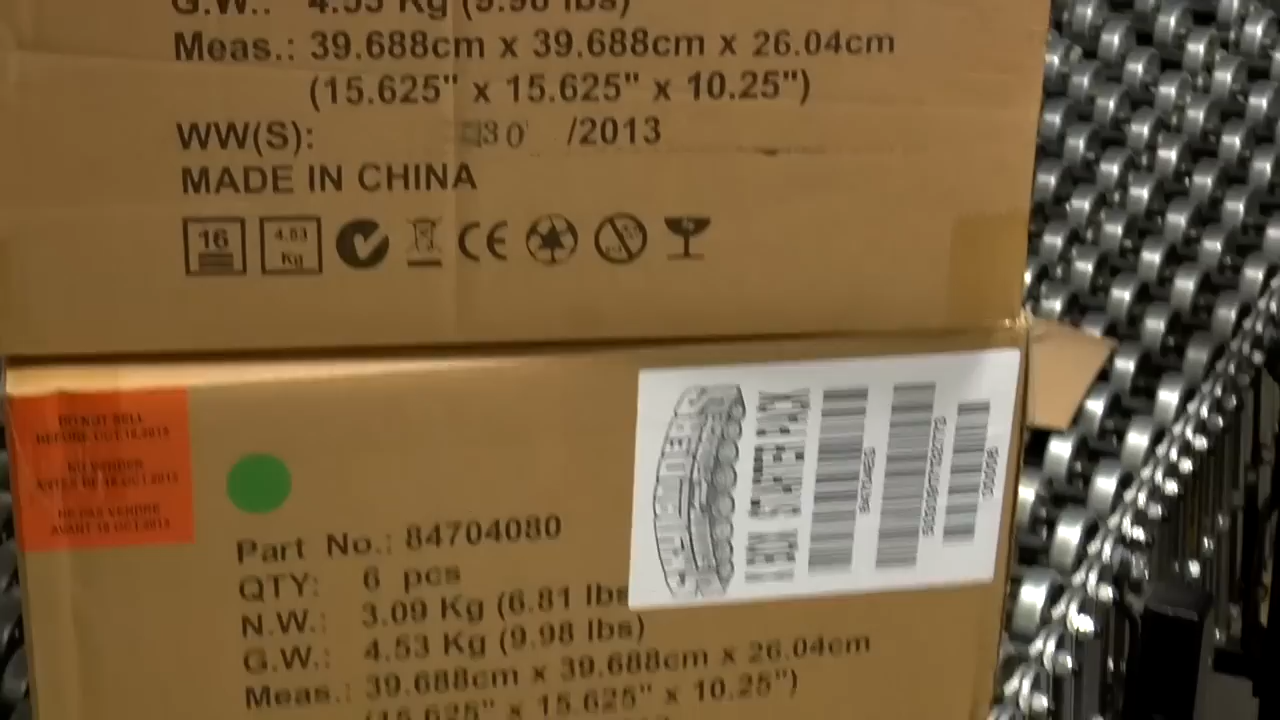 G.W.: 4.53 Kg (9.98 lbs)
Meas.: 39.688cm x 39.688cm x 26.04cm
(15.625" x 15.625" x 10.25")
WW(S): 30 /2013
MADE IN CHINA
16
4.53
Kg
CE
DO NOT SELL
BEFORE OCT.18.2013
NO VENDER
ANTES DE 18.OCT.2013
NE PAS VENDRE
AVANT 18 OCT.2013
Part No.: 84704080
QTY: 6 pcs
N.W.: 3.09 Kg (6.81 lbs
G.W.: 4.53 Kg (9.98 lbs)
Meas.: 39.688cm x 39.688cm x 26.04cm
(15.625" x 15.625" x 10.25")